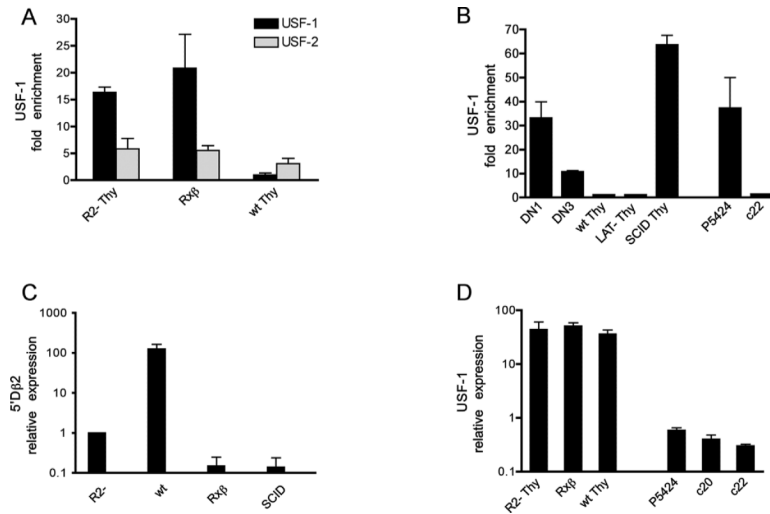 A
USF-1
fold enrichment
30
25
20
15
10
5
0
USF-1
USF-2
R2- Thy
Rxβ
wt Thy
B
USF-1
fold enrichment
70
60
50
40
30
20
10
0
DN1
DN3
wt Thy
LAT- Thy
SCID Thy
P5424
c22
C
5'Dβ2
relative expression
1000
100
10
1
0.1
R2-
wt
Rxβ
SCID
D
USF-1
relative expression
100
10
1
0.1
R2- Thy
Rxβ
wt Thy
P5424
c20
c22